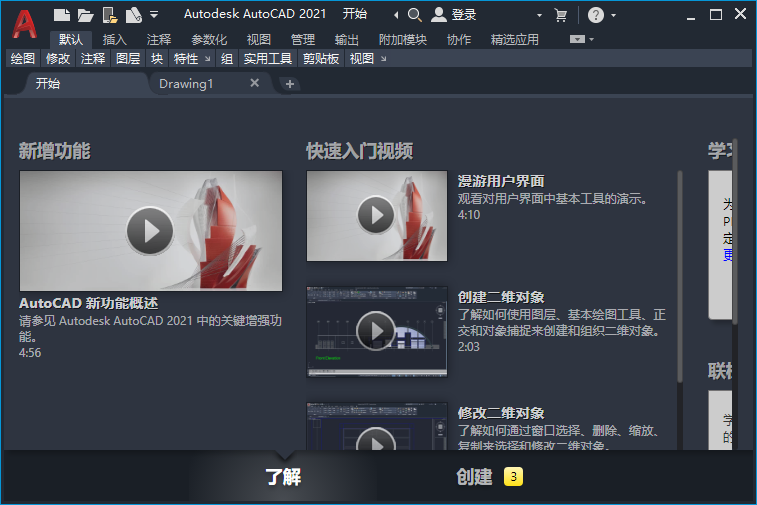 Autodesk AutoCAD 2021 开始 登录
默认 插入 注释 参数化 视图 管理 输出 附加模块 协作 精选应用
绘图 修改 注释 图层 块 特性 组 实用工具 剪贴板 视图
开始 Drawing1
新增功能
AutoCAD 新功能概述
请参见 Autodesk AutoCAD 2021 中的关键增强功
能。
4:56
快速入门视频
漫游用户界面
观看对用户界面中基本工具的演示。
4:10
创建二维对象
了解如何使用图层、基本绘图工具、正
交和对象捕捉来创建和组织二维对象。
2:03
修改二维对象
了解如何通过窗口选择、删除、缩放、
复制来选择和修改二维对象。
学习
为
P
定
更
联机
学
的
了解 创建 3